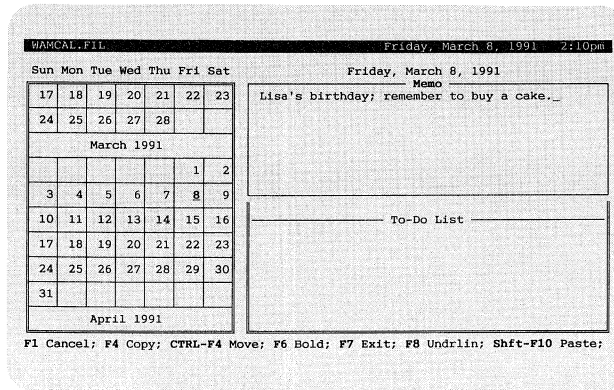 WAMCAL.FIL Friday, March 8, 1991 2:10pm
Sun Mon Tue Wed Thu Fri Sat
17 18 19 20 21 22 23
24 25 26 27 28
March 1991
1 2
3 4 5 6 7 8 9
10 11 12 13 14 15 16
17 18 19 20 21 22 23
24 25 26 27 28 29 30
31
April 1991
Friday, March 8, 1991
Memo
Lisa's birthday; remember to buy a cake._
To-Do List
F1 Cancel; F4 Copy; CTRL-F4 Move; F6 Bold; F7 Exit; F8 Undrlin; Shft-F10 Paste;